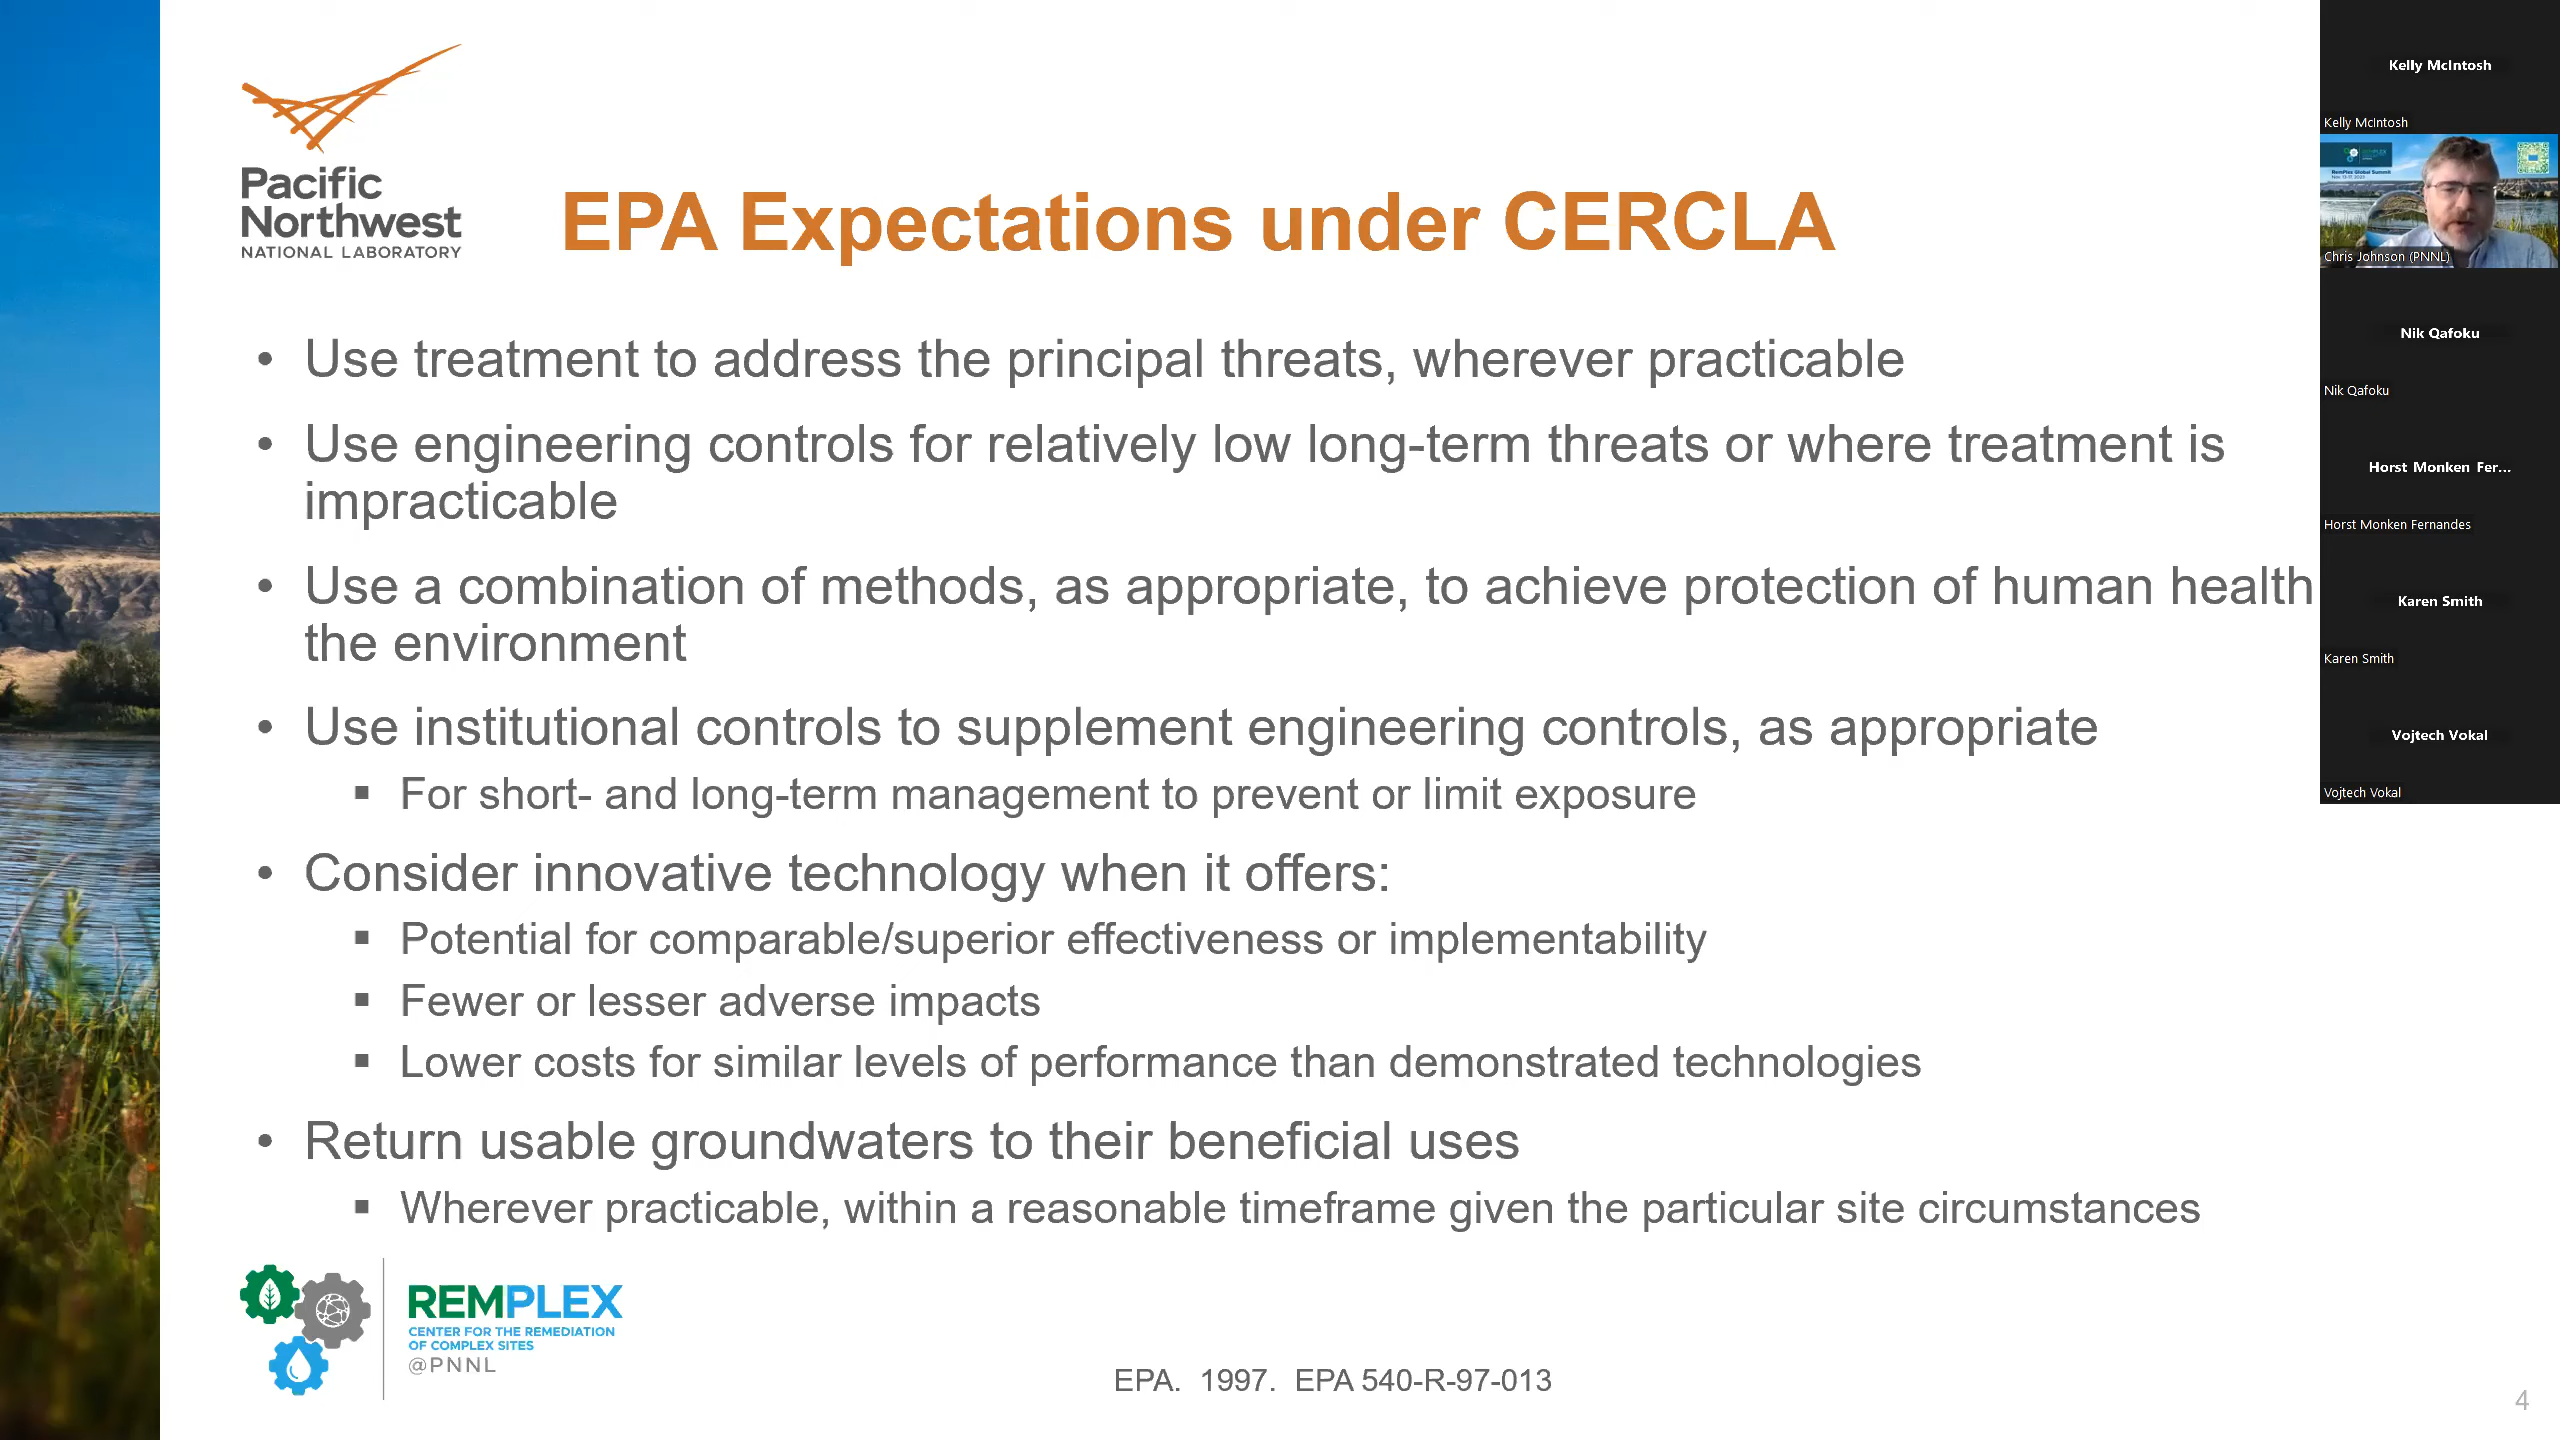 Pacific
Northwest
NATIONAL LABORATORY
EPA Expectations under CERCLA
• Use treatment to address the principal threats, wherever practicable
• Use engineering controls for relatively low long-term threats or where treatment is
impracticable
• Use a combination of methods, as appropriate, to achieve protection of human health
the environment
• Use institutional controls to supplement engineering controls, as appropriate
▪ For short- and long-term management to prevent or limit exposure
• Consider innovative technology when it offers:
▪ Potential for comparable/superior effectiveness or implementability
▪ Fewer or lesser adverse impacts
▪ Lower costs for similar levels of performance than demonstrated technologies
• Return usable groundwaters to their beneficial uses
▪ Wherever practicable, within a reasonable timeframe given the particular site circumstances
REMPLEX
CENTER FOR THE REMEDIATION
OF COMPLEX SITES
@PNNL
EPA. 1997. EPA 540-R-97-013
4
Kelly McIntosh
Kelly McIntosh
RemPlex Global Summit
Chris Johnson (PNNL)
Nik Qafoku
Nik Qafoku
Horst Monken Fer...
Horst Monken Fernandes
Karen Smith
Karen Smith
Vojtech Vokal
Vojtech Vokal